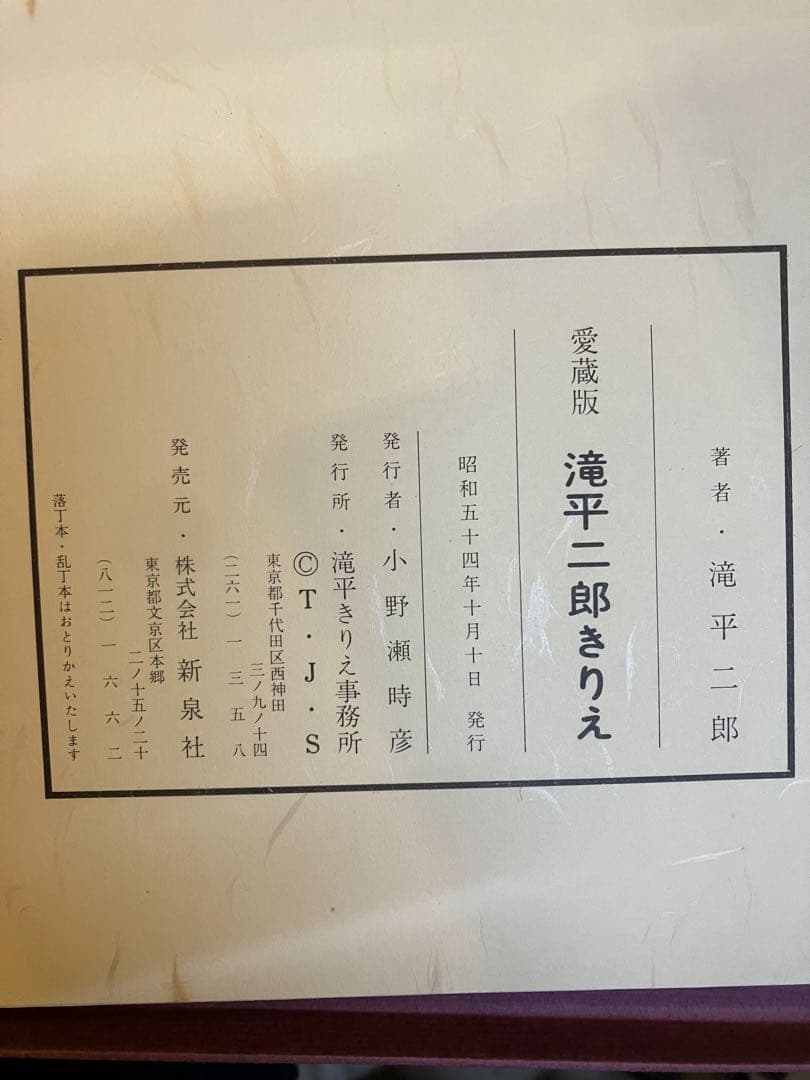 著者・滝平二郎
愛蔵版 滝平二郎きりえ
昭和五十四年十月十日 発行
発行者・小野瀬時彦
発行所・滝平きりえ事務所
ⒸT・J・S
東京都千代田区西神田
三ノ九ノ十四
(二六一)一三五八
発売元・株式会社 新泉社
東京都文京区本郷
二ノ十五ノ二十
(八一二)一六六二
落丁本・乱丁本はおとりかえいたします